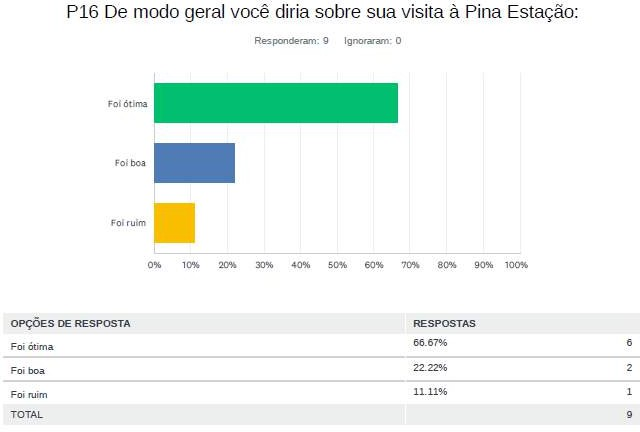 P16 De modo geral você diria sobre sua visita à Pina Estação:
Responderam: 9 Ignoraram: 0
Foi ótima
Foi boa
Foi ruim
0% 10% 20% 30% 40% 50% 60% 70% 80% 90% 100%
OPÇÕES DE RESPOSTA RESPOSTAS
Foi ótima 66.67% 6
Foi boa 22.22% 2
Foi ruim 11.11% 1
TOTAL 9